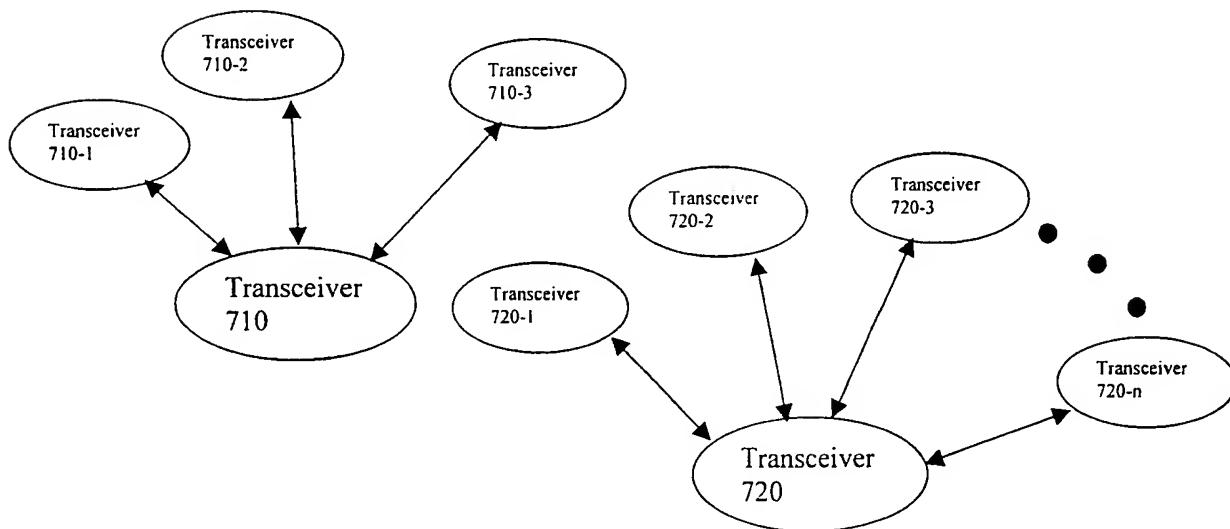 Transceiver
710-2
Transceiver
710-3
Transceiver
710-1
Transceiver
720-2
Transceiver
720-3
Transceiver
710
Transceiver
720-1
Transceiver
720-n
Transceiver
720